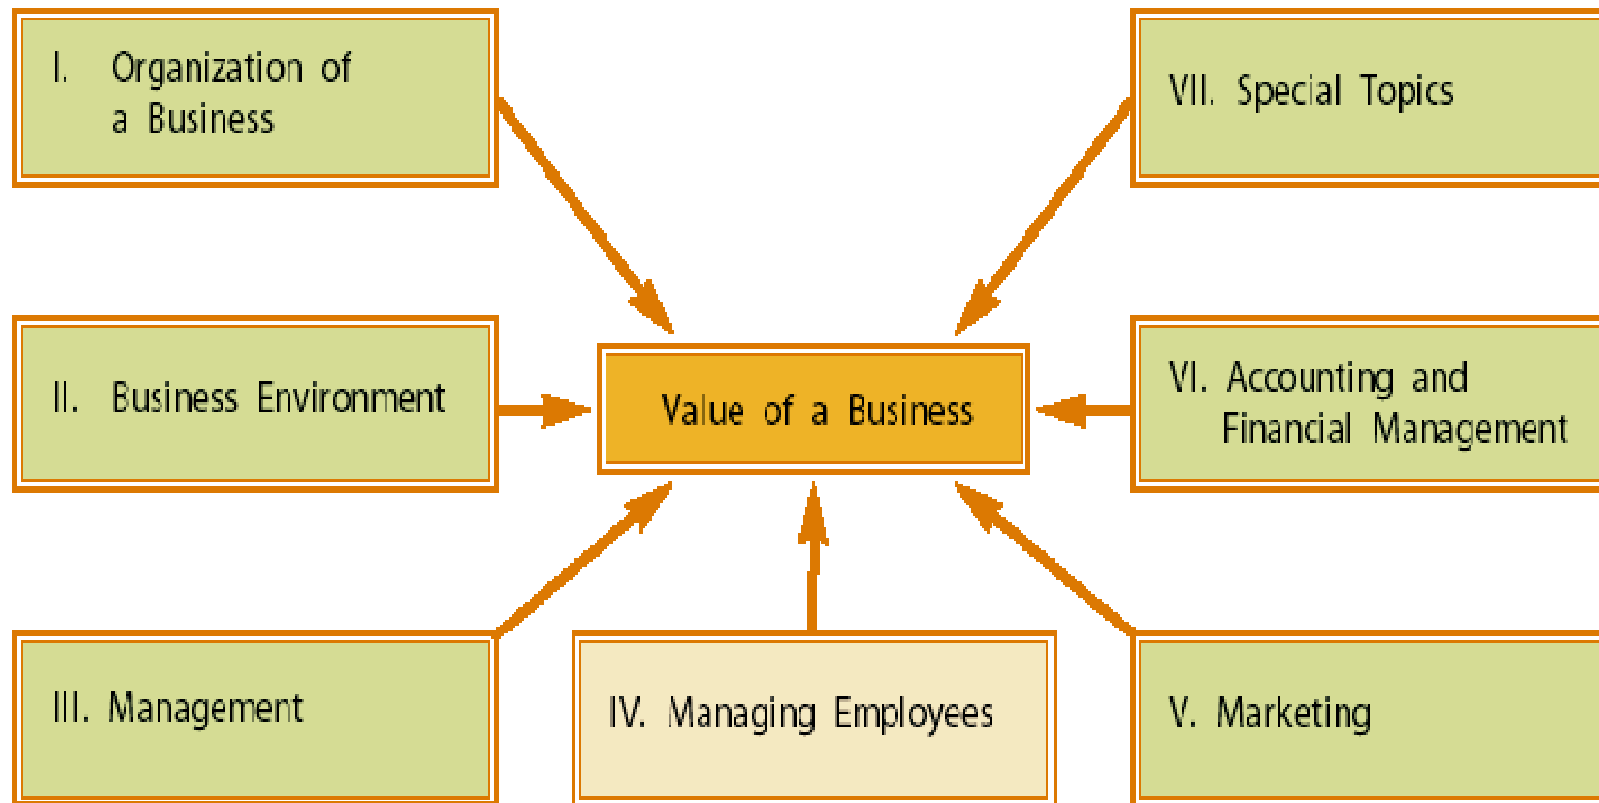 I. Organization of
a Business
VII. Special Topics
II. Business Environment
Value of a Business
VI. Accounting and
Financial Management
III. Management
IV. Managing Employees
V. Marketing